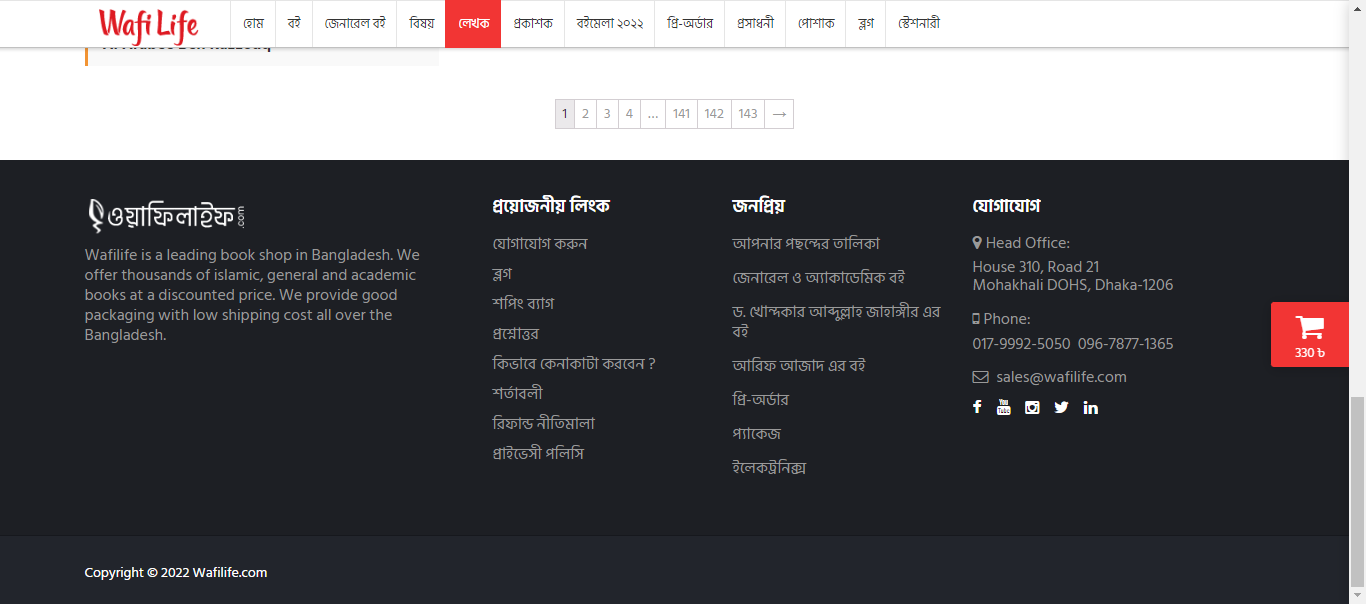 Wafi Life
হোম
বই
জেনারেল বই
বিষয়
লেখক
প্রকাশক
বইমেলা ২০২২
প্রি-অর্ডার
প্রসাধনী
পোশাক
ব্লগ
ষ্টেশনারী
1 2 3 4 ... 141 142 143 →
ওয়াফিলাইফ.com
Wafilife is a leading book shop in Bangladesh. We
offer thousands of islamic, general and academic
books at a discounted price. We provide good
packaging with low shipping cost all over the
Bangladesh.
প্রয়োজনীয় লিংক
যোগাযোগ করুন
ব্লগ
শপিং ব্যাগ
প্রশ্নোত্তর
কিভাবে কেনাকাটা করবেন ?
শর্তাবলী
রিফান্ড নীতিমালা
প্রাইভেসী পলিসি
জনপ্রিয়
আপনার পছন্দের তালিকা
জেনারেল ও অ্যাকাডেমিক বই
ড. খোন্দকার আব্দুল্লাহ জাহাঙ্গীর এর
বই
আরিফ আজাদ এর বই
প্রি-অর্ডার
প্যাকেজ
ইলেকট্রনিক্স
যোগাযোগ
Head Office:
House 310, Road 21
Mohakhali DOHS, Dhaka-1206
Phone:
017-9992-5050 096-7877-1365
sales@wafilife.com
330 ৳
Copyright © 2022 Wafilife.com